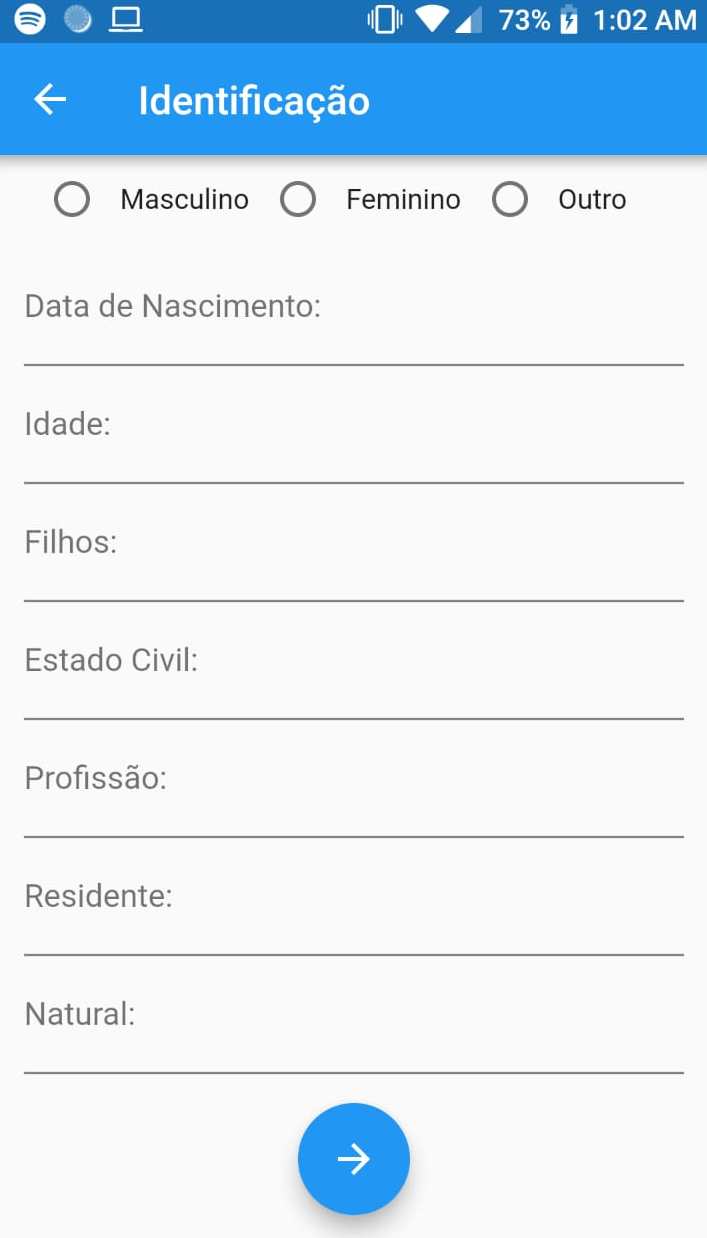 73% 1:02 AM
Identificação
Masculino Feminino Outro
Data de Nascimento:
Idade:
Filhos:
Estado Civil:
Profissão:
Residente:
Natural: